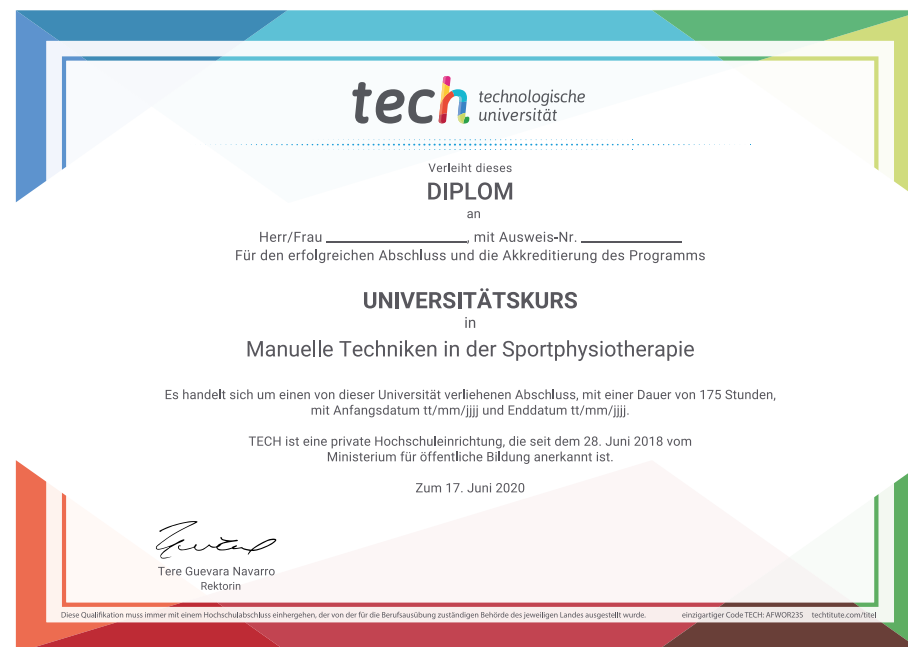 tech technologische
universität
Verleiht dieses
DIPLOM
an
Herr/Frau ____________________, mit Ausweis-Nr. ______________
Für den erfolgreichen Abschluss und die Akkreditierung des Programms
UNIVERSITÄTSKURS
in
Manuelle Techniken in der Sportphysiotherapie
Es handelt sich um einen von dieser Universität verliehenen Abschluss, mit einer Dauer von 175 Stunden,
mit Anfangsdatum tt/mm/jjjj und Enddatum tt/mm/jjjj.
TECH ist eine private Hochschuleinrichtung, die seit dem 28. Juni 2018 vom
Ministerium für öffentliche Bildung anerkannt ist.
Zum 17. Juni 2020
Tere Guevara Navarro
Rektorin
Diese Qualifikation muss immer mit einem Hochschulabschluss einhergehen, der von der für die Berufsausübung zuständigen Behörde des jeweiligen Landes ausgestellt wurde. einzigartiger Code TECH: AFWOR235 techtitute.com/titel